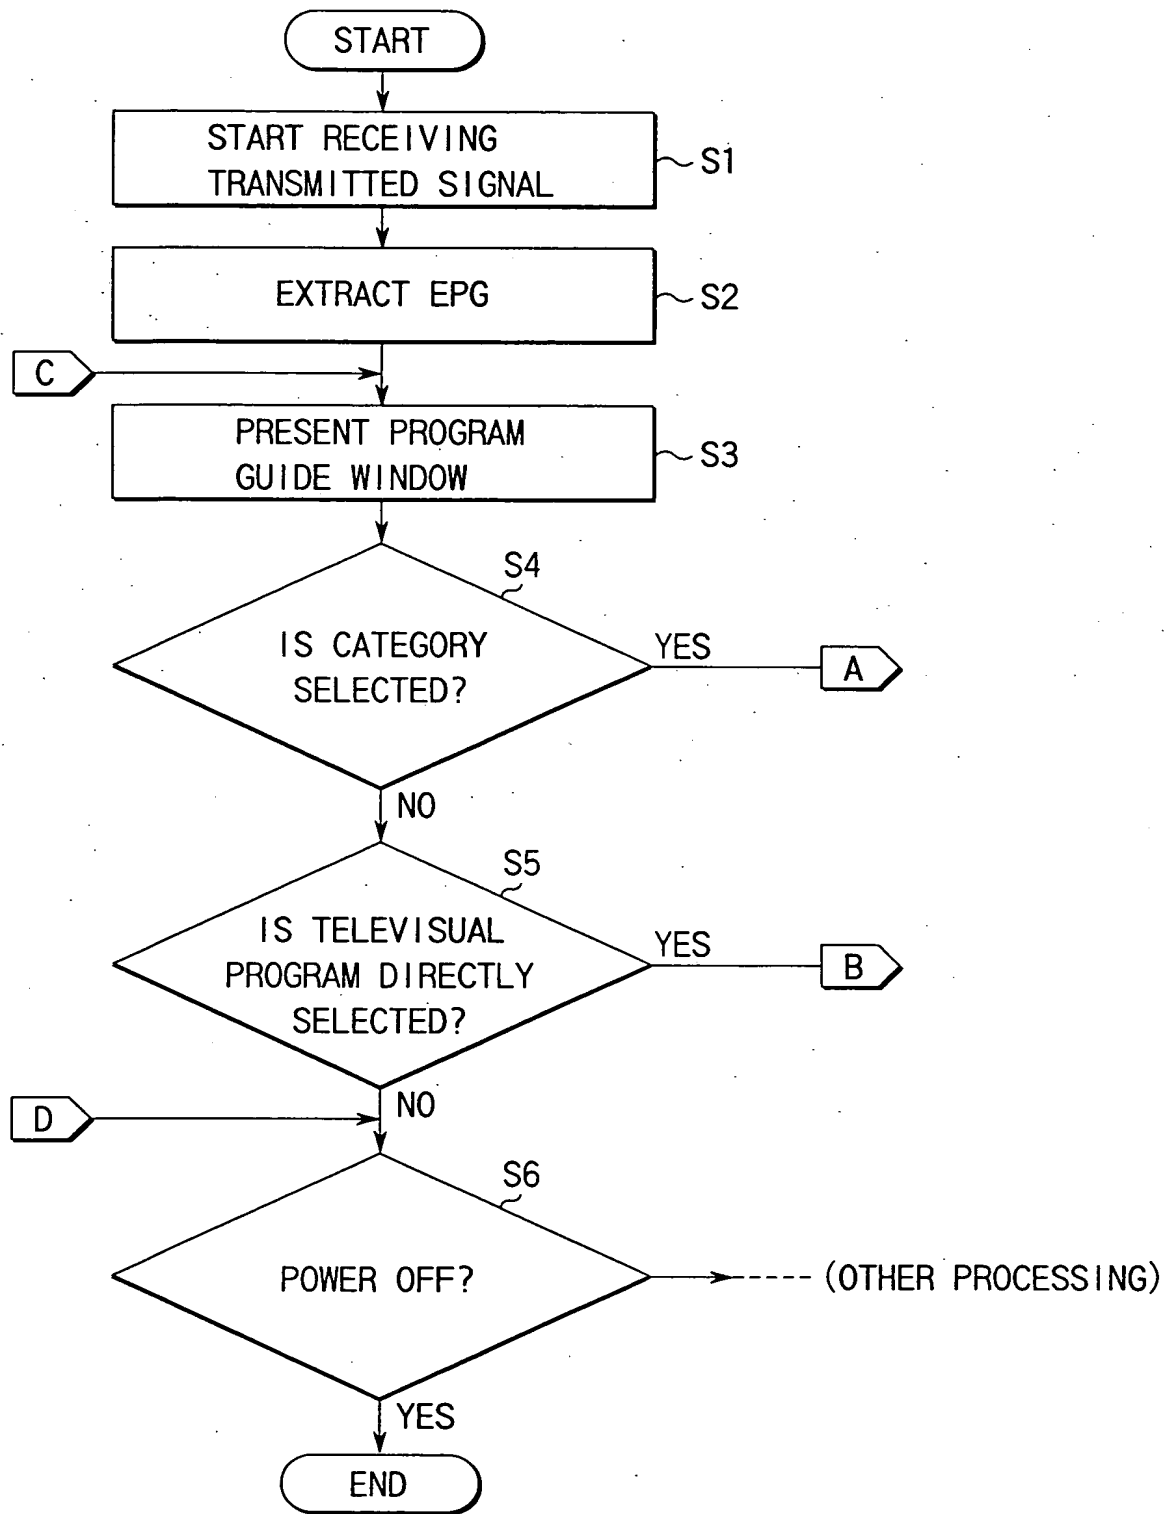 START
START RECEIVING
TRANSMITTED SIGNAL
S1
EXTRACT EPG
S2
C
PRESENT PROGRAM
GUIDE WINDOW
S3
S4
IS CATEGORY
SELECTED?
YES
A
NO
S5
IS TELEVISUAL
PROGRAM DIRECTLY
SELECTED?
YES
B
NO
D
S6
POWER OFF?
(OTHER PROCESSING)
YES
END